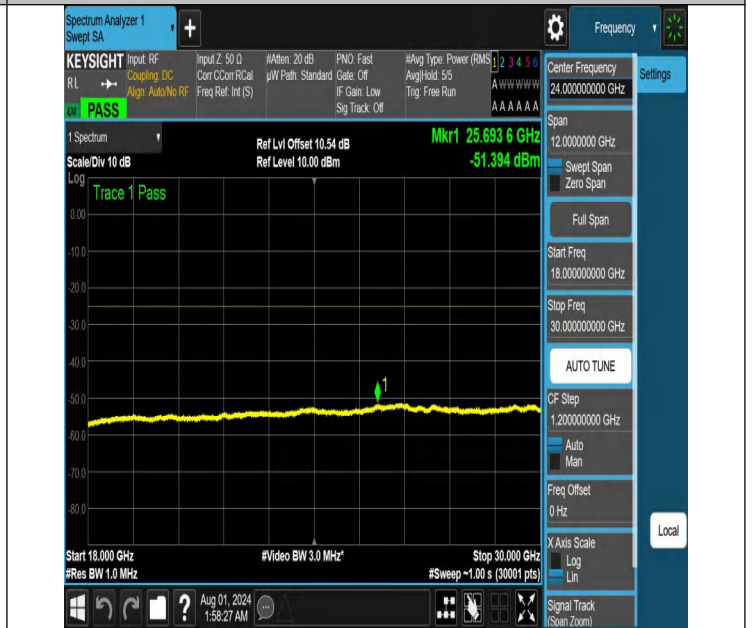 Spectrum Analyzer 1
Swept SA
+
Frequency
KEYSIGHT
RL
PASS
Input: RF
Coupling: DC
Align: Auto/No RF
Input Z: 50 Ω
Corr CCorr RCal
Freq Ref: Int (S)
#Atten: 20 dB
µW Path: Standard
PNO: Fast
Gate: Off
IF Gain: Low
Sig Track: Off
#Avg Type: Power (RMS
Avg|Hold: 5/5
Trig: Free Run
1 2 3 4 5 6
A W W W W W
A A A A A A
1 Spectrum
Scale/Div 10 dB
Ref Lvl Offset 10.54 dB
Ref Level 10.00 dBm
Mkr1 25.693 6 GHz
-51.394 dBm
Log
Trace 1 Pass
0.00
-10.0
-20.0
-30.0
-40.0
-50.0
-60.0
-70.0
-80.0
1
Start 18.000 GHz
#Res BW 1.0 MHz
#Video BW 3.0 MHz*
Stop 30.000 GHz
#Sweep ~1.00 s (30001 pts)
Center Frequency
24.000000000 GHz
Span
12.0000000 GHz
Swept Span
Zero Span
Full Span
Start Freq
18.000000000 GHz
Stop Freq
30.000000000 GHz
AUTO TUNE
CF Step
1.200000000 GHz
Auto
Man
Freq Offset
0 Hz
X Axis Scale
Log
Lin
Signal Track
(Span Zoom)
Settings
Local
?
Aug 01, 2024
1:58:27 AM